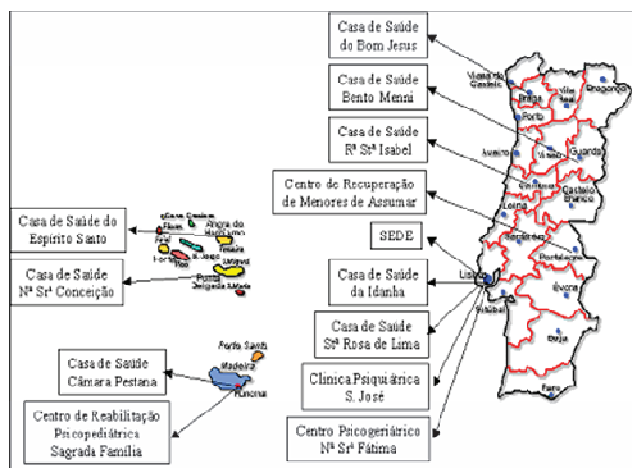 Casa de Saúde
do Bom Jesus
Casa de Saúde
Bento Menni
Casa de Saúde
Rª Stª Isabel
Centro de Recuperação
de Menores de Assumar
SEDE
Casa de Saúde
da Idanha
Casa de Saúde
Stª Rosa de Lima
Clinica Psiquiátrica
S. José
Centro Psicogeriátrico
Nª Srª Fátima
Casa de Saúde do
Espírito Santo
Casa de Saúde
Nª Srª Conceição
Casa de Saúde
Câmara Pestana
Centro de Reabilitação
Psicopediátrica
Sagrada Família
Viana do
Castelo
Braga
Vila
Real
Bragança
Porto
Aveiro
Viseu
Guarda
Coimbra
Castelo
Branco
Leiria
Santarém
Portalegre
Lisboa
Setúbal
Évora
Beja
Faro
Angra do
Heroísmo
Terceira
Flores
Faial
Horta
Pico
S. Jorge
Ponta
Delgada
Porto Santo
Madeira
Funchal